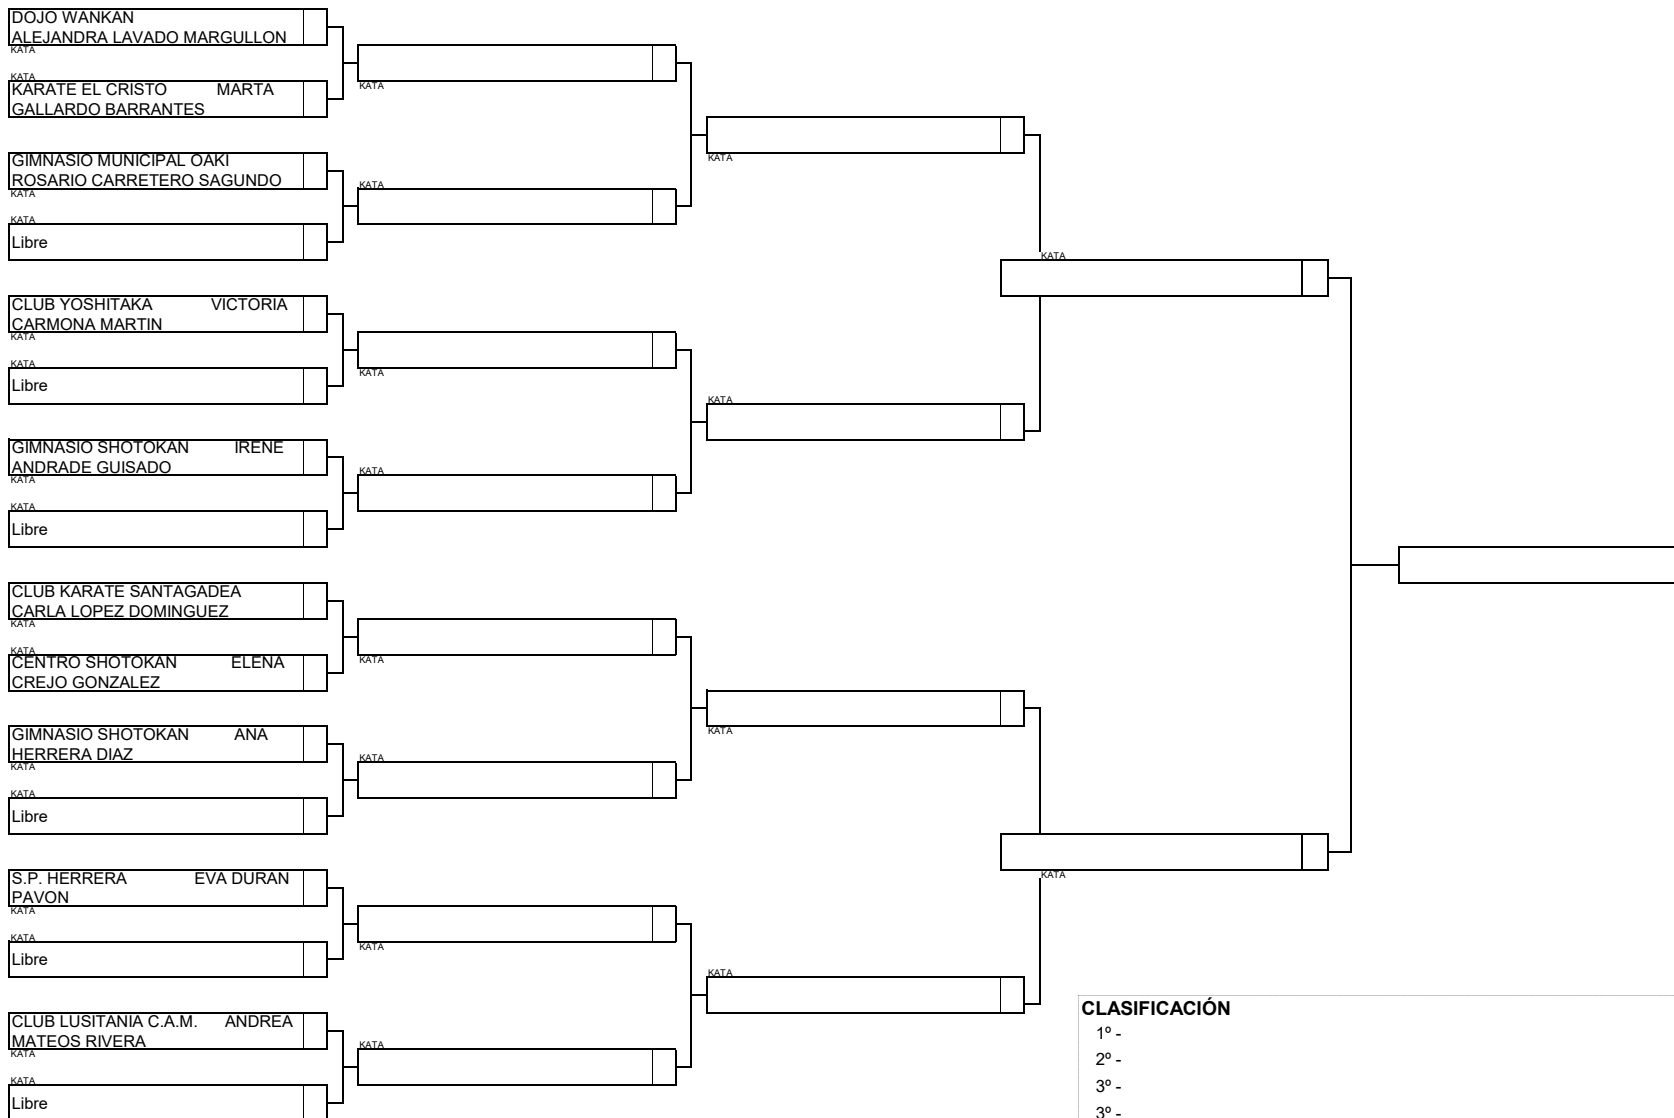 DOJO WANKAN
ALEJANDRA LAVADO MARGULLON
KATA
KATA
KARATE EL CRISTO MARTA
GALLARDO BARRANTES
KATA
GIMNASIO MUNICIPAL OAKI
ROSARIO CARRETERO SAGUNDO
KATA
KATA
Libre
KATA
KATA
CLUB YOSHITAKA VICTORIA
CARMONA MARTIN
KATA
KATA
Libre
KATA
GIMNASIO SHOTOKAN IRENE
ANDRADE GUISADO
KATA
KATA
Libre
KATA
KATA
KATA
CLUB KARATE SANTAGADEA
CARLA LOPEZ DOMINGUEZ
KATA
KATA
CENTRO SHOTOKAN ELENA
CREJO GONZALEZ
KATA
GIMNASIO SHOTOKAN ANA
HERRERA DIAZ
KATA
KATA
Libre
KATA
KATA
S.P. HERRERA EVA DURAN
PAVON
KATA
KATA
Libre
KATA
CLUB LUSITANIA C.A.M. ANDREA
MATEOS RIVERA
KATA
KATA
Libre
KATA
KATA
KATA
CLASIFICACIÓN
1º -
2º -
3º -
3º -